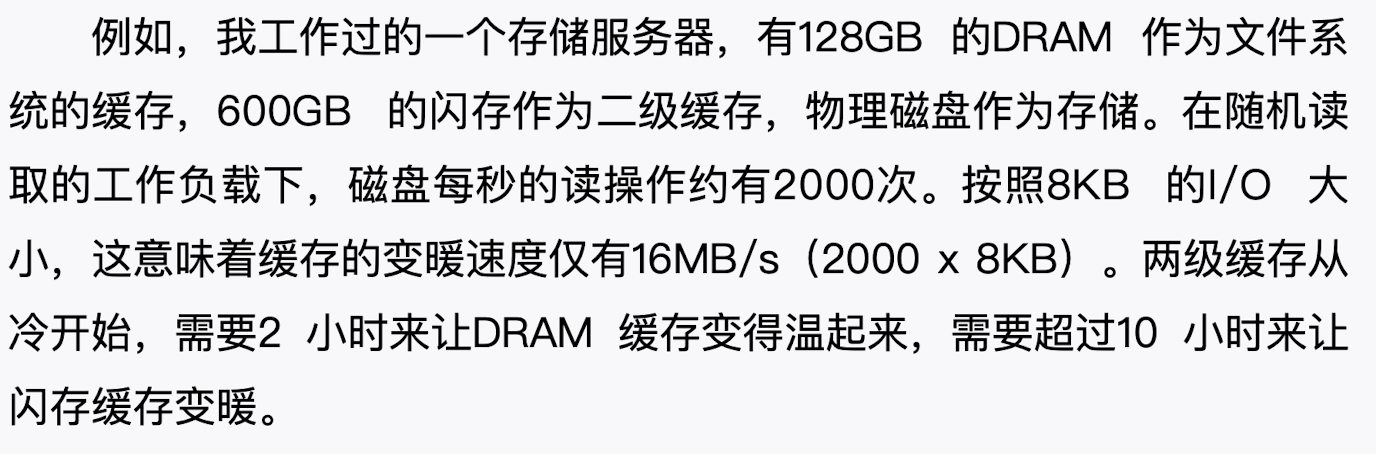 例如，我工作过的一个存储服务器，有128GB 的DRAM 作为文件系
统的缓存，600GB 的闪存作为二级缓存，物理磁盘作为存储。在随机读
取的工作负载下，磁盘每秒的读操作约有2000次。按照8KB 的I/O 大
小，这意味着缓存的变暖速度仅有16MB/s（2000 x 8KB）。两级缓存从
冷开始，需要2 小时来让DRAM 缓存变得温起来，需要超过10 小时来让
闪存缓存变暖。